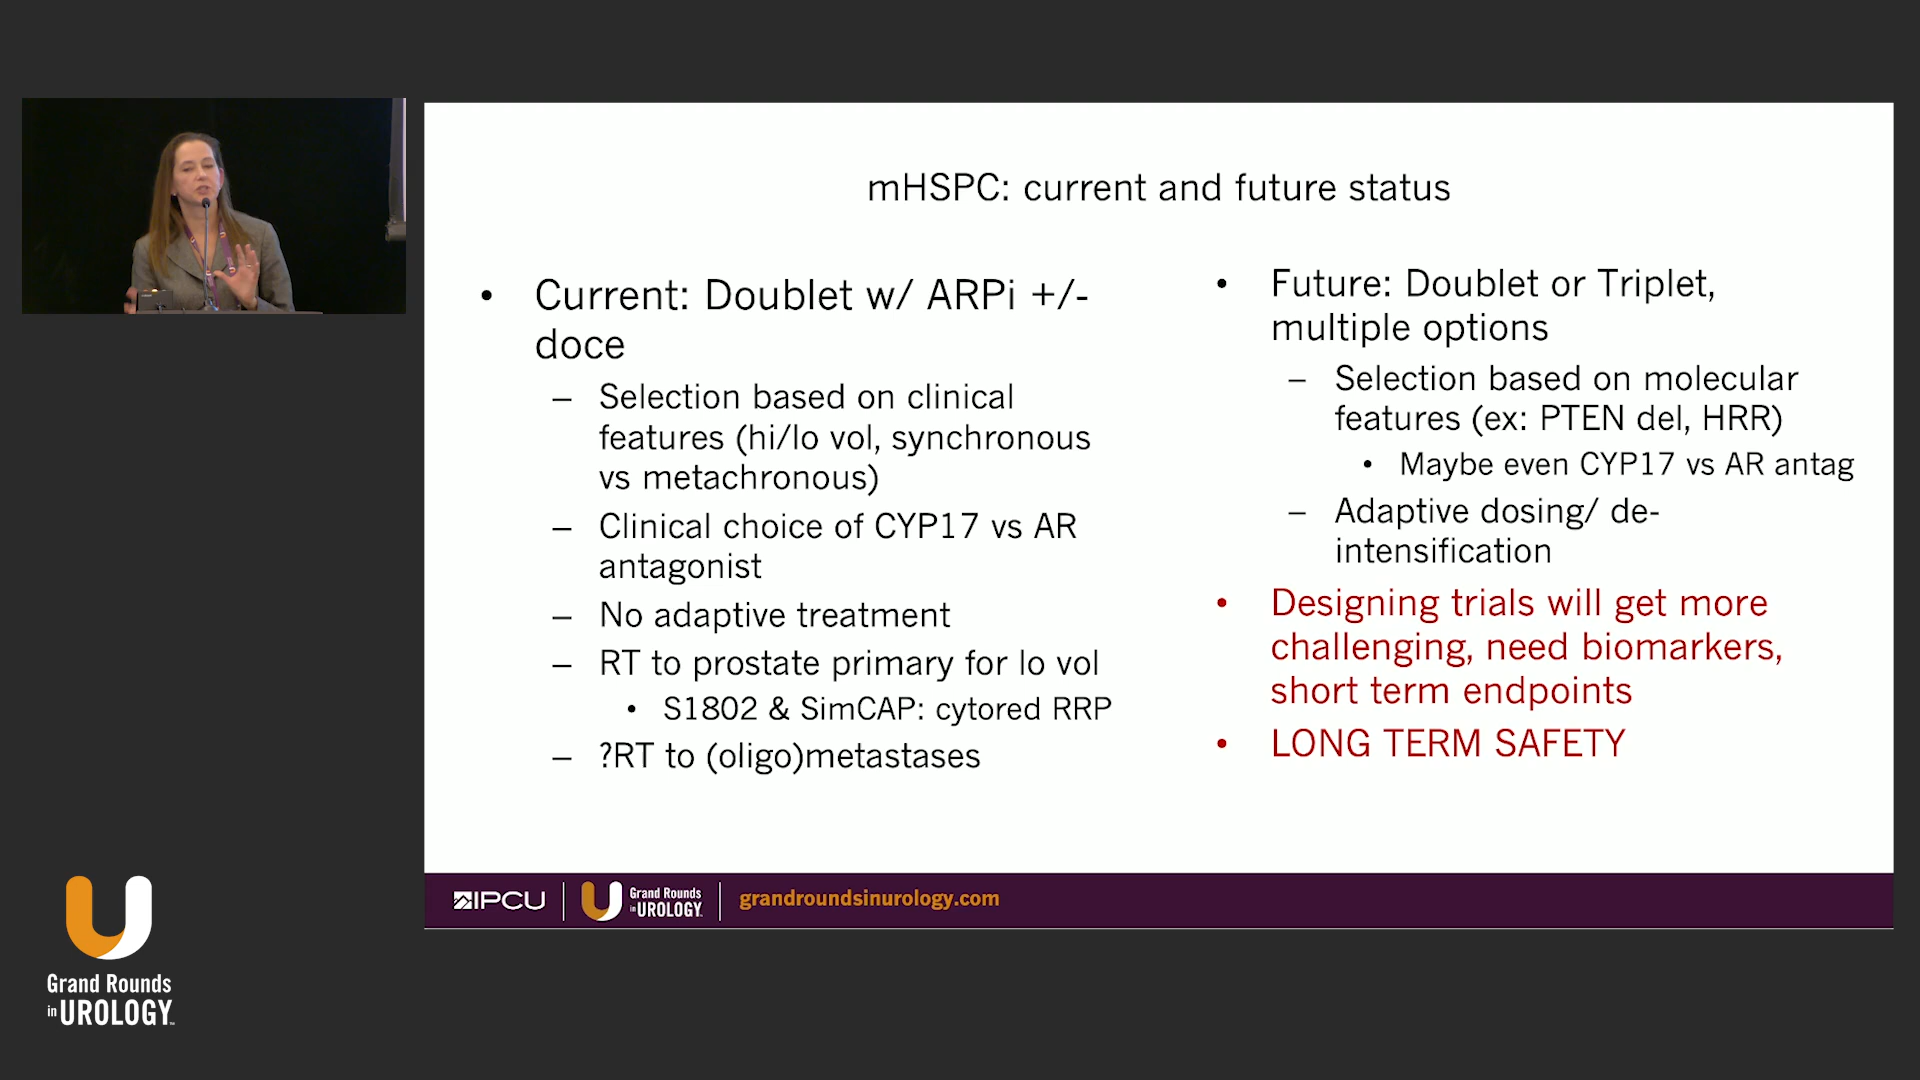 mHSPC: current and future status
• Current: Doublet w/ ARPi +/-
doce
– Selection based on clinical
features (hi/lo vol, synchronous
vs metachronous)
– Clinical choice of CYP17 vs AR
antagonist
– No adaptive treatment
– RT to prostate primary for lo vol
• S1802 & SimCAP: cytored RRP
– ?RT to (oligo)metastases
• Future: Doublet or Triplet,
multiple options
– Selection based on molecular
features (ex: PTEN del, HRR)
• Maybe even CYP17 vs AR antag
– Adaptive dosing/ de-
intensification
• Designing trials will get more
challenging, need biomarkers,
short term endpoints
• LONG TERM SAFETY
IPCU
Grand Rounds
in UROLOGY
grandroundsinurology.com
Grand Rounds
in UROLOGY